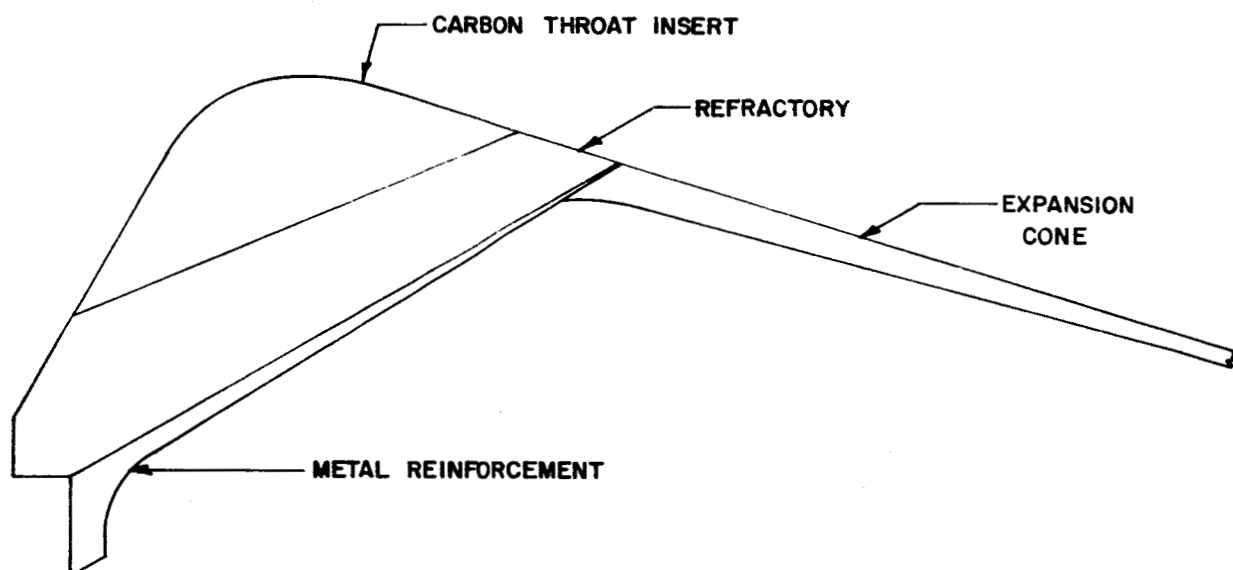 CARBON THROAT INSERT
REFRACTORY
EXPANSION
CONE
METAL REINFORCEMENT